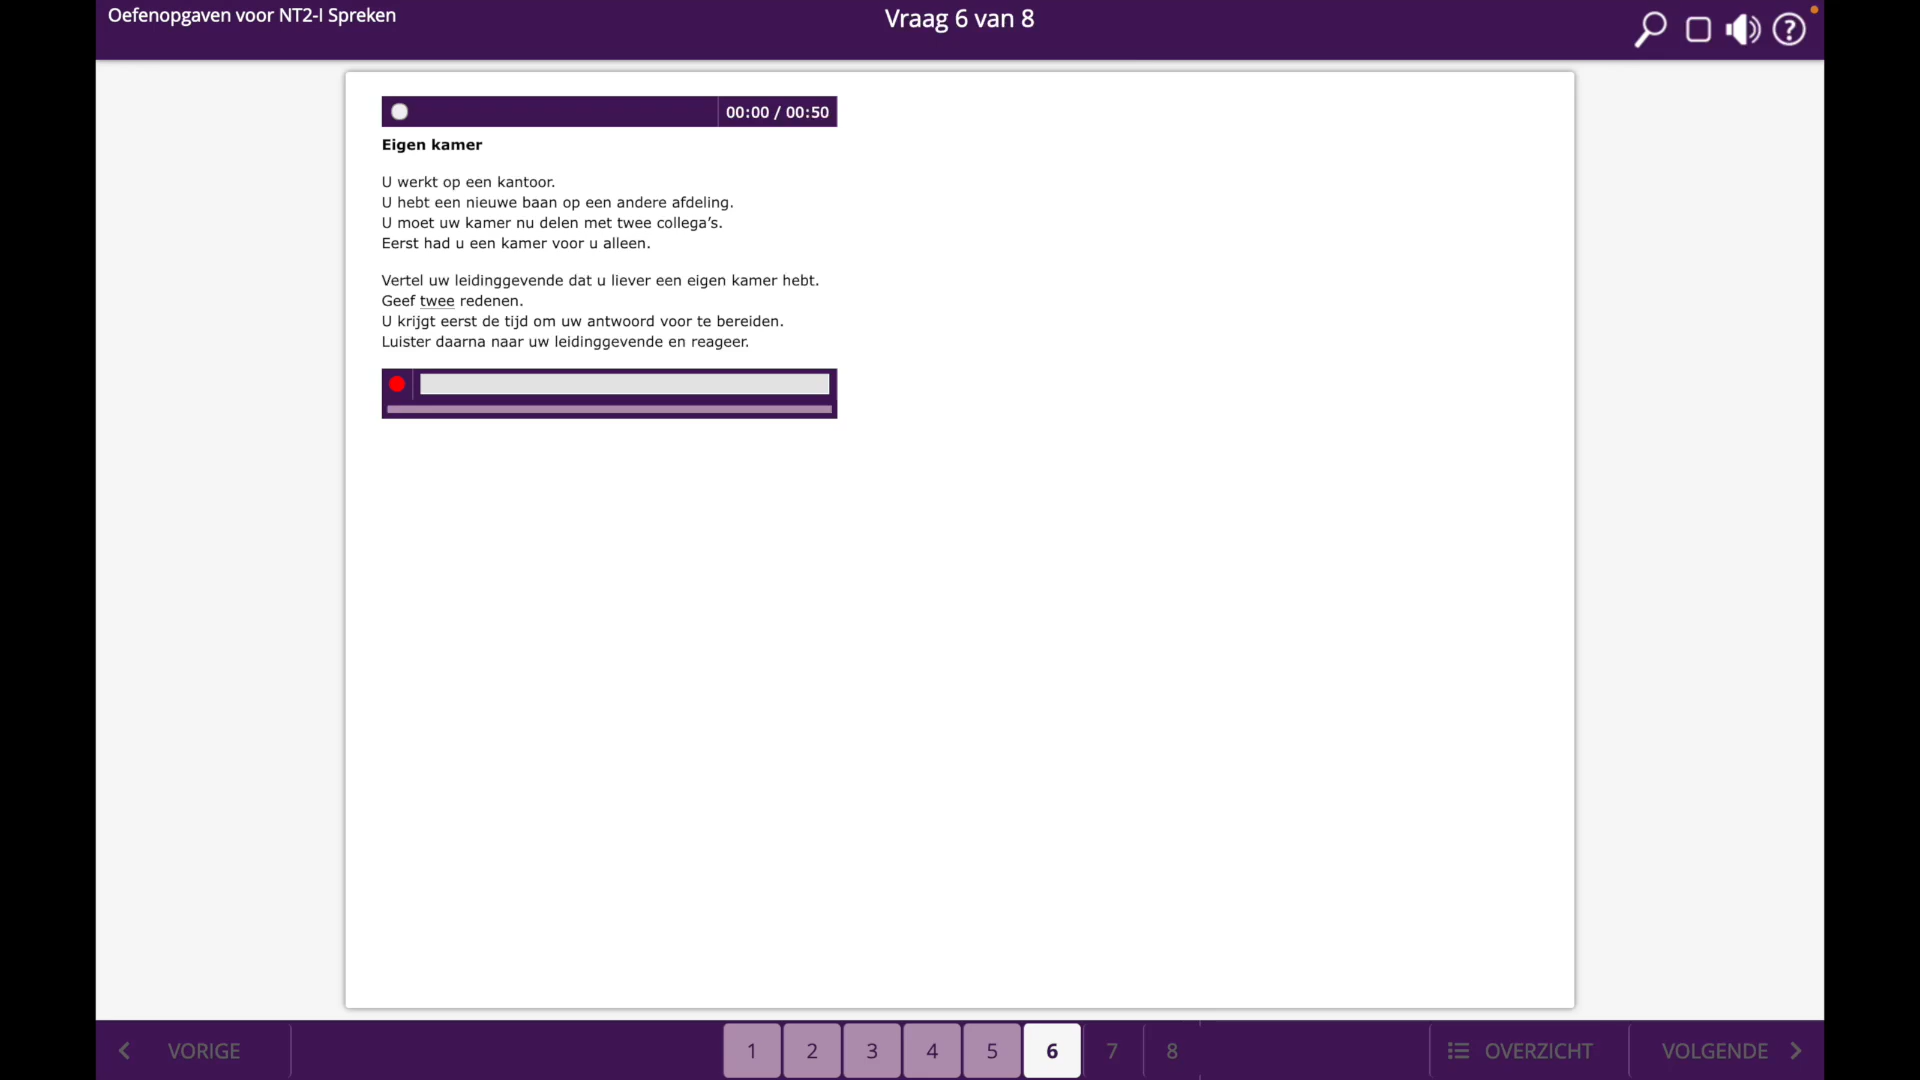 Oefenopgaven voor NT2-I Spreken
Vraag 6 van 8
00:00 / 00:50
Eigen kamer
U werkt op een kantoor.
U hebt een nieuwe baan op een andere afdeling.
U moet uw kamer nu delen met twee collega’s.
Eerst had u een kamer voor u alleen.
Vertel uw leidinggevende dat u liever een eigen kamer hebt.
Geef twee redenen.
U krijgt eerst de tijd om uw antwoord voor te bereiden.
Luister daarna naar uw leidinggevende en reageer.
VORIGE
1 2 3 4 5 6 7 8
OVERZICHT
VOLGENDE